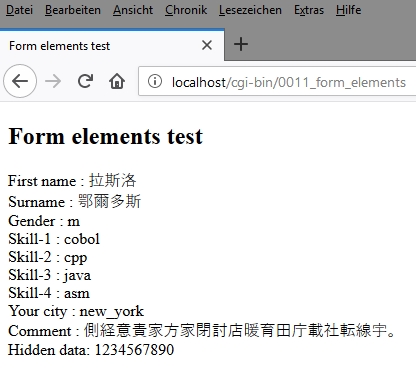 Datei Bearbeiten Ansicht Chronik Lesezeichen Extras Hilfe
Form elements test
localhost/cgi-bin/0011_form_elements
Form elements test
First name : 拉斯洛
Surname : 鄂爾多斯
Gender : m
Skill-1 : cobol
Skill-2 : cpp
Skill-3 : java
Skill-4 : asm
Your city : new_york
Comment : 側経意責家方家閉討店暖育田庁載社転線宇。
Hidden data: 1234567890